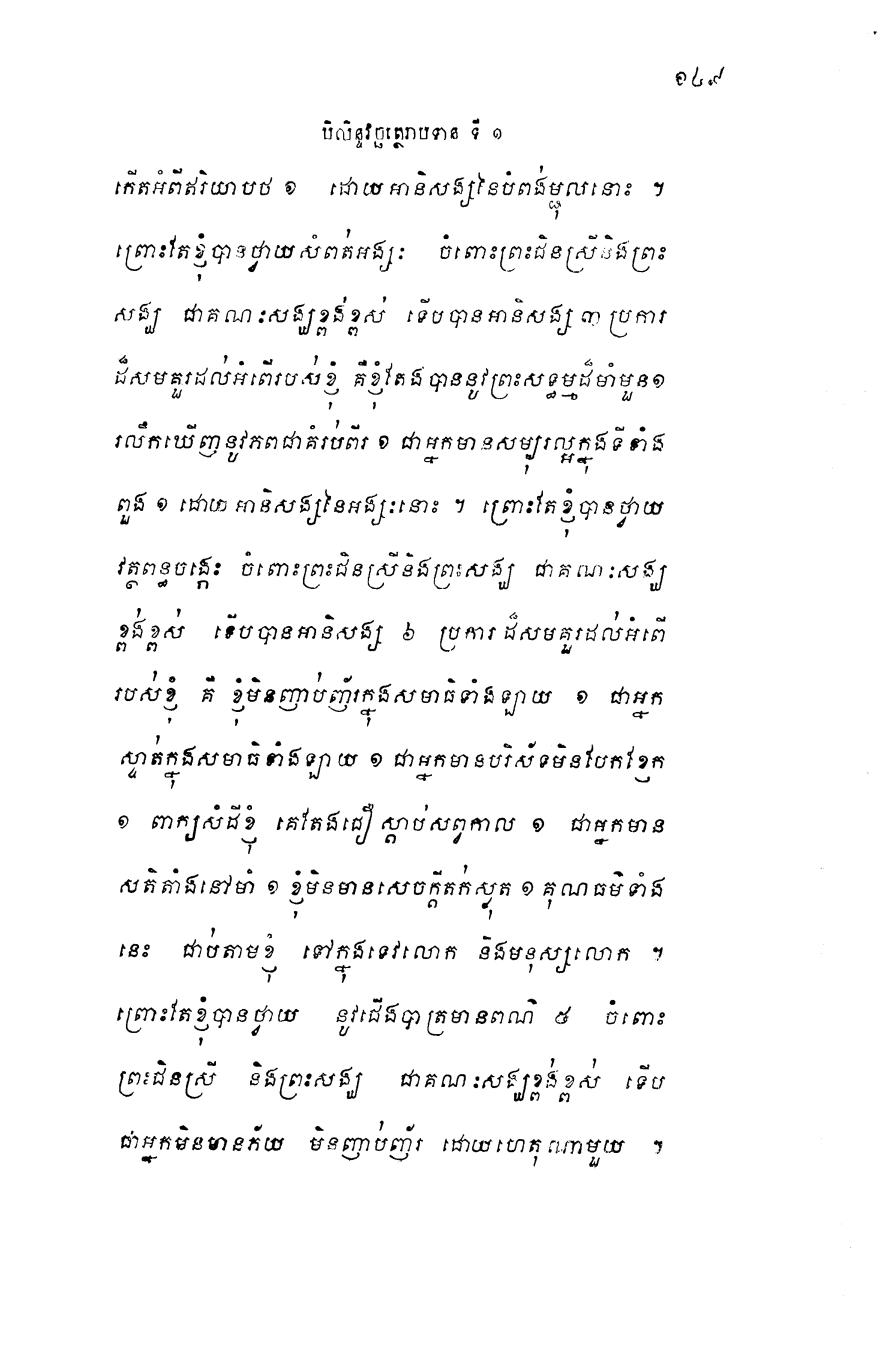 ១៤៩
បិលិន្ទវច្ឆត្ថេរាបទាន ទី ១
កើតអំពីឥរិយាបថ ១ ដោយអានិសង្សនៃបំពង់ម្ជុលនោះ ។
ព្រោះតែខ្ញុំបានថ្វាយសំពត់អង្សៈ ចំពោះព្រះជិនស្រីនិងព្រះ
សង្ឃ ជាគណៈសង្ឃខ្ពង់ខ្ពស់ ទើបបានអានិសង្ស ៣ ប្រការ
ដ៏សមគួរដល់អំពើរបស់ខ្ញុំ គឺខ្ញុំតែងបាននូវព្រះសទ្ធម្មដ៏មាំមួន១
រលឹកឃើញនូវភពជាគំរប់ពីរ ១ ជាអ្នកមានសម្បុរល្អក្នុងទីទាំង
ពួង ១ ដោយអានិសង្សនៃអង្សៈនោះ ។ ព្រោះតែខ្ញុំបានថ្វាយ
វត្ថពន្ធចង្កេះ ចំពោះព្រះជិនស្រីនិងព្រះសង្ឃ ជាគណៈសង្ឃ
ខ្ពង់ខ្ពស់ ទើបបានអានិសង្ស ៦ ប្រការ ដ៏សមគួរដល់អំពើ
របស់ខ្ញុំ គឺ ខ្ញុំមិនញាប់ញ័រក្នុងសមាធិទាំងឡាយ ១ ជាអ្នក
ស្ទាត់ក្នុងសមាធិទាំងឡាយ ១ ជាអ្នកមានបរិស័ទមិនបែកខ្ញែក
១ ពាក្យសំដីខ្ញុំ គេតែងជឿស្តាប់សព្វកាល ១ ជាអ្នកមាន
សតិតាំងនៅមាំ ១ ខ្ញុំមិនមានសេចក្តីតក់ស្លុត ១ គុណធម៌ទាំង
នេះ ជាប់តាមខ្ញុំ ទៅក្នុងទេវលោក និងមនុស្សលោក ។
ព្រោះតែខ្ញុំបានថ្វាយ នូវជើងបាត្រមានពណ៌ ៥ ចំពោះ
ព្រះជិនស្រី និងព្រះសង្ឃ ជាគណៈសង្ឃខ្ពង់ខ្ពស់ ទើប
ជាអ្នកមិនមានភ័យ មិនញាប់ញ័រ ដោយហេតុណាមួយ ។